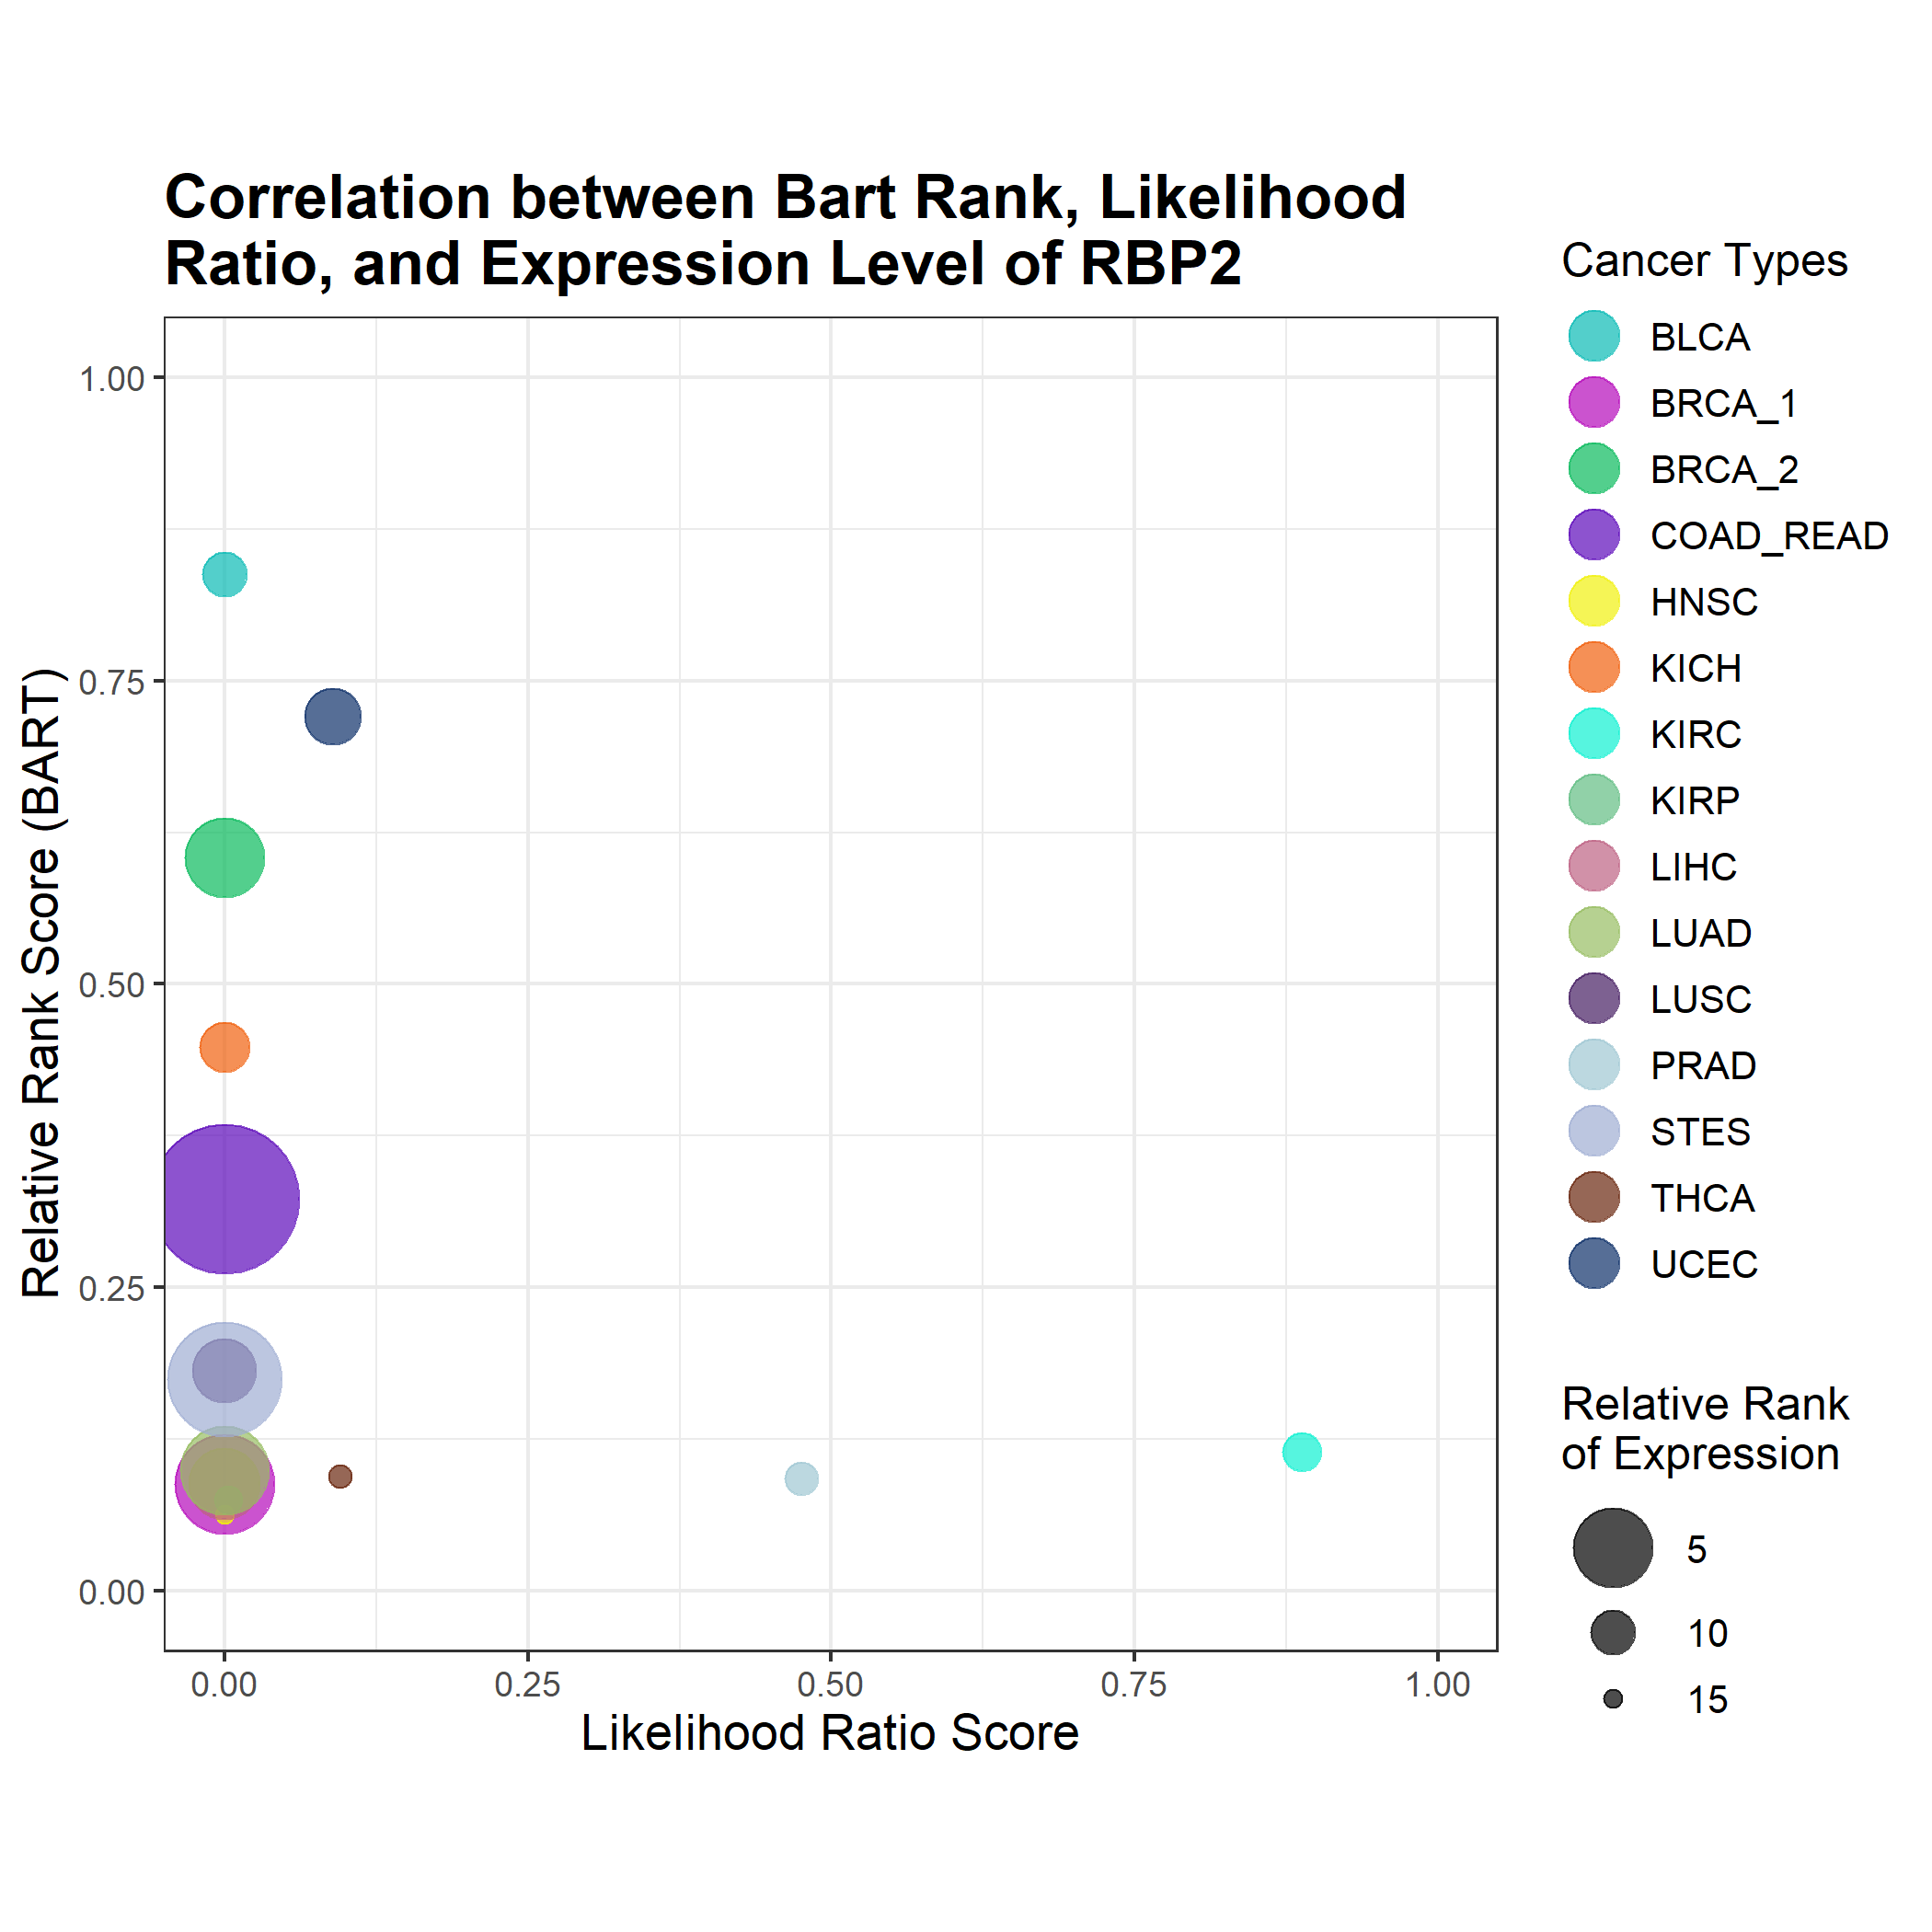 Correlation between Bart Rank, Likelihood
Ratio, and Expression Level of RBP2
Relative Rank Score (BART)
1.00
0.75
0.50
0.25
0.00
0.00
0.25
0.50
0.75
1.00
Likelihood Ratio Score
Cancer Types
BLCA
BRCA_1
BRCA_2
COAD_READ
HNSC
KICH
KIRC
KIRP
LIHC
LUAD
LUSC
PRAD
STES
THCA
UCEC
Relative Rank
of Expression
5
10
15